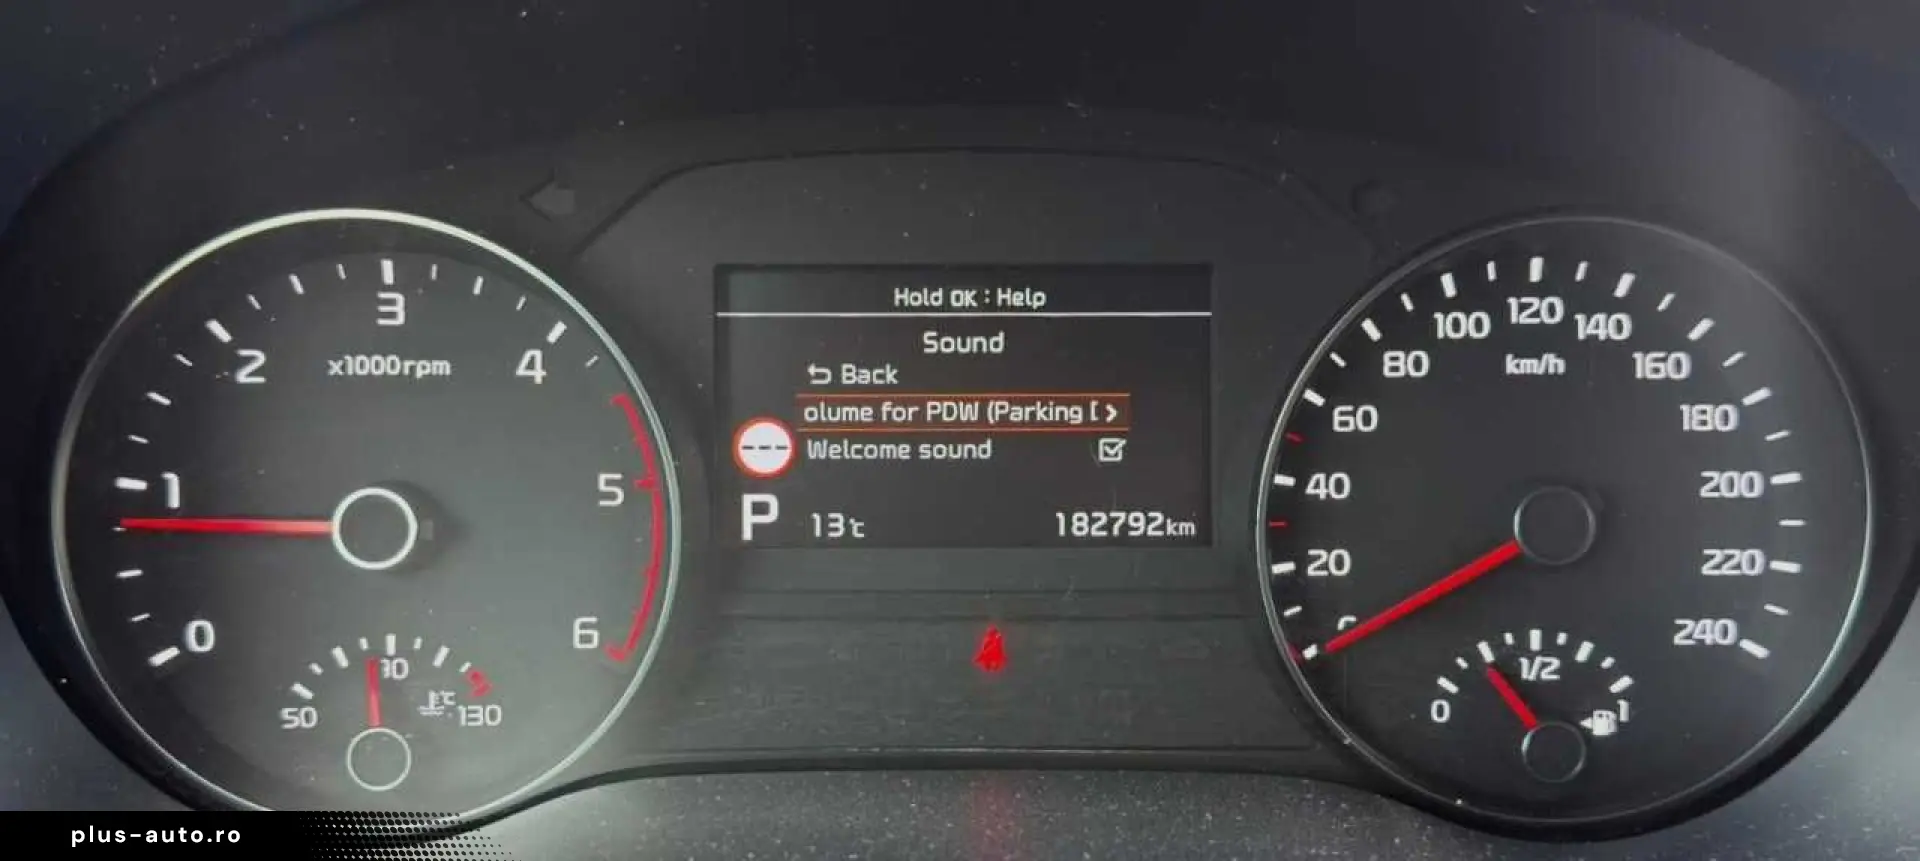 Hold OK : Help
Sound
Back
olume for PDW (Parking
Welcome sound
P 13℃ 182792km
0 1 2 3 4 5 6
x1000rpm
50 130
℃
0 20 40 60 80 100 120 140 160 180 200 220 240
km/h
0 1/2 1
plus-auto.ro